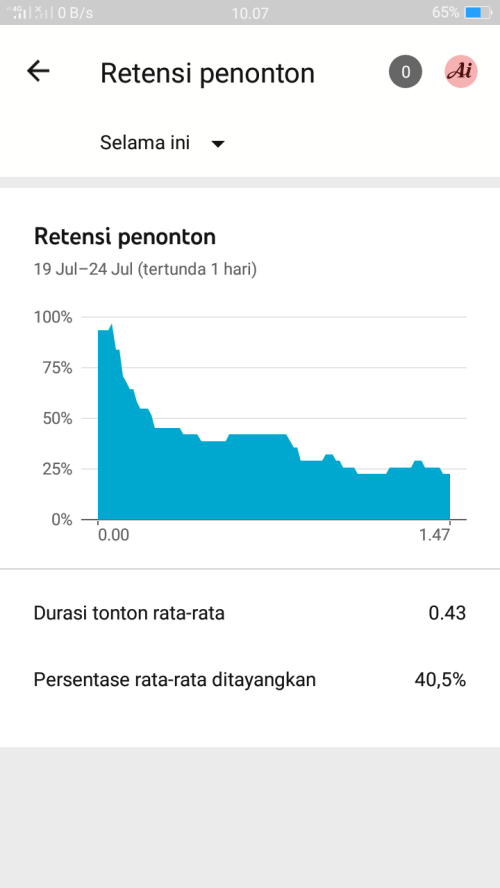 4G 0 B/s 10.07 65%
Retensi penonton 0 Ai
Selama ini
Retensi penonton
19 Jul–24 Jul (tertunda 1 hari)
100%
75%
50%
25%
0%
0.00 1.47
Durasi tonton rata-rata 0.43
Persentase rata-rata ditayangkan 40,5%